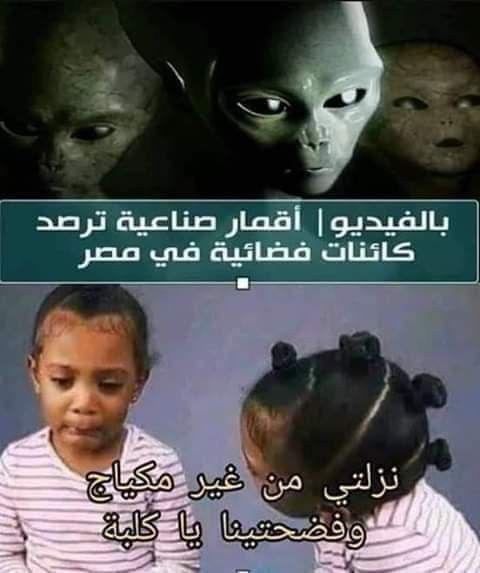 بالفيديو| أقمار صناعية ترصد
كائنات فضائية في مصر
نزلتي من غير مكياج
وفضحتينا يا كلبة